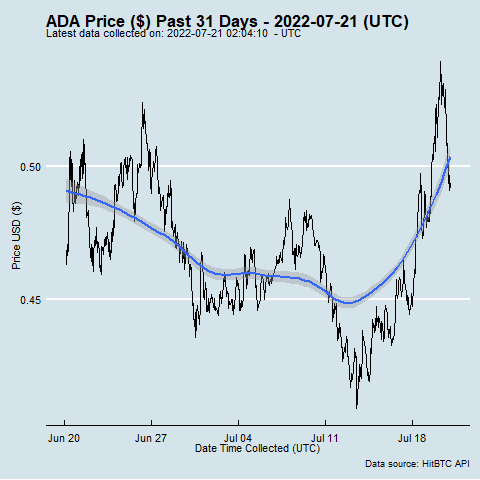 ADA Price ($) Past 31 Days - 2022-07-21 (UTC)
Latest data collected on: 2022-07-21 02:04:10 - UTC
Price USD ($)
0.50
0.45
Jun 20 Jun 27 Jul 04 Jul 11 Jul 18
Date Time Collected (UTC)
Data source: HitBTC API